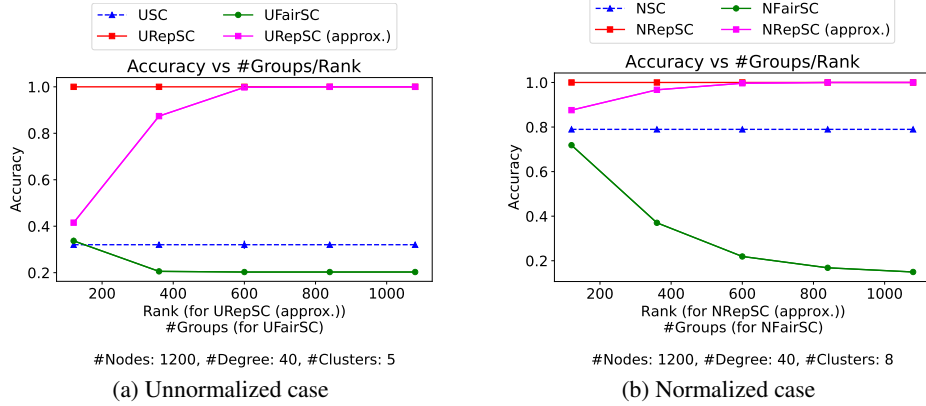 USC
UFairSC
URepSC
URepSC (approx.)
Accuracy vs #Groups/Rank
Accuracy
1.0
0.8
0.6
0.4
0.2
200
400
600
800
1000
Rank (for URepSC (approx.))
#Groups (for UFairSC)
#Nodes: 1200, #Degree: 40, #Clusters: 5
(a) Unnormalized case
NSC
NFairSC
NRepSC
NRepSC (approx.)
Accuracy vs #Groups/Rank
Accuracy
1.0
0.8
0.6
0.4
0.2
200
400
600
800
1000
Rank (for NRepSC (approx.))
#Groups (for NFairSC)
#Nodes: 1200, #Degree: 40, #Clusters: 8
(b) Normalized case